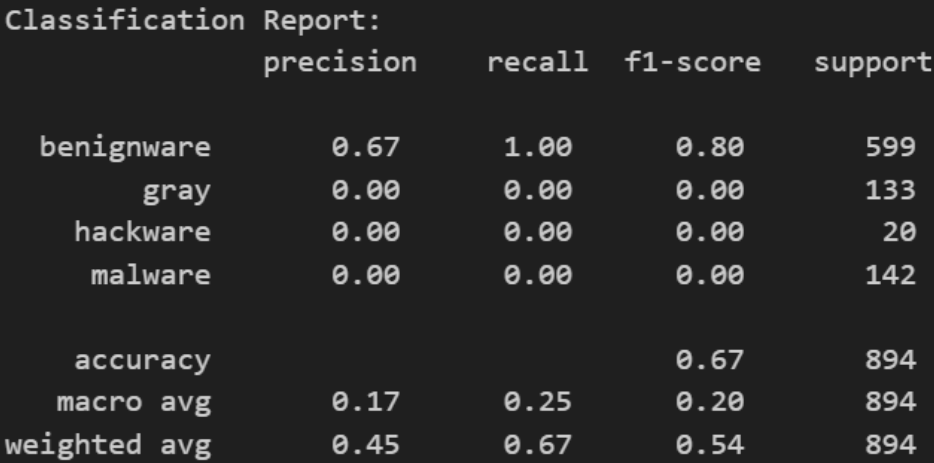 Classification Report:
precision recall f1-score support
benignware 0.67 1.00 0.80 599
gray 0.00 0.00 0.00 133
hackware 0.00 0.00 0.00 20
malware 0.00 0.00 0.00 142
accuracy 0.67 894
macro avg 0.17 0.25 0.20 894
weighted avg 0.45 0.67 0.54 894